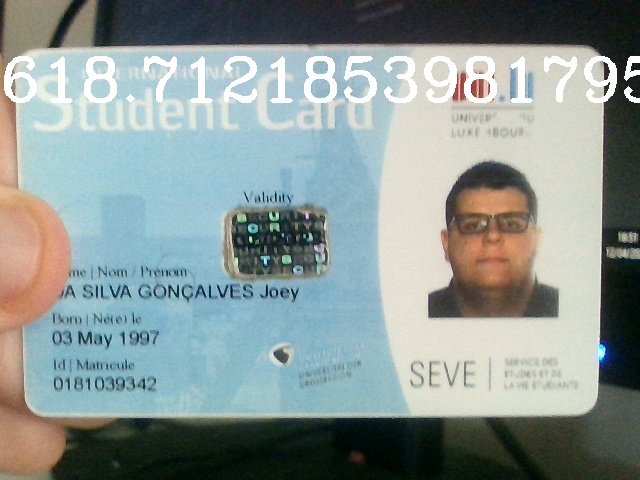 618.7121853981795
INTERNATIONAL
Student Card
UNIVERSITÉ DU
LUXEMBOURG
Validity
Name | Nom / Prénom
DA SILVA GONÇALVES Joey
Born | Né(e) le
03 May 1997
Id | Matricule
0181039342
SEVE
SERVICE DES
ETUDES ET DE
LA VIE ÉTUDIANTE